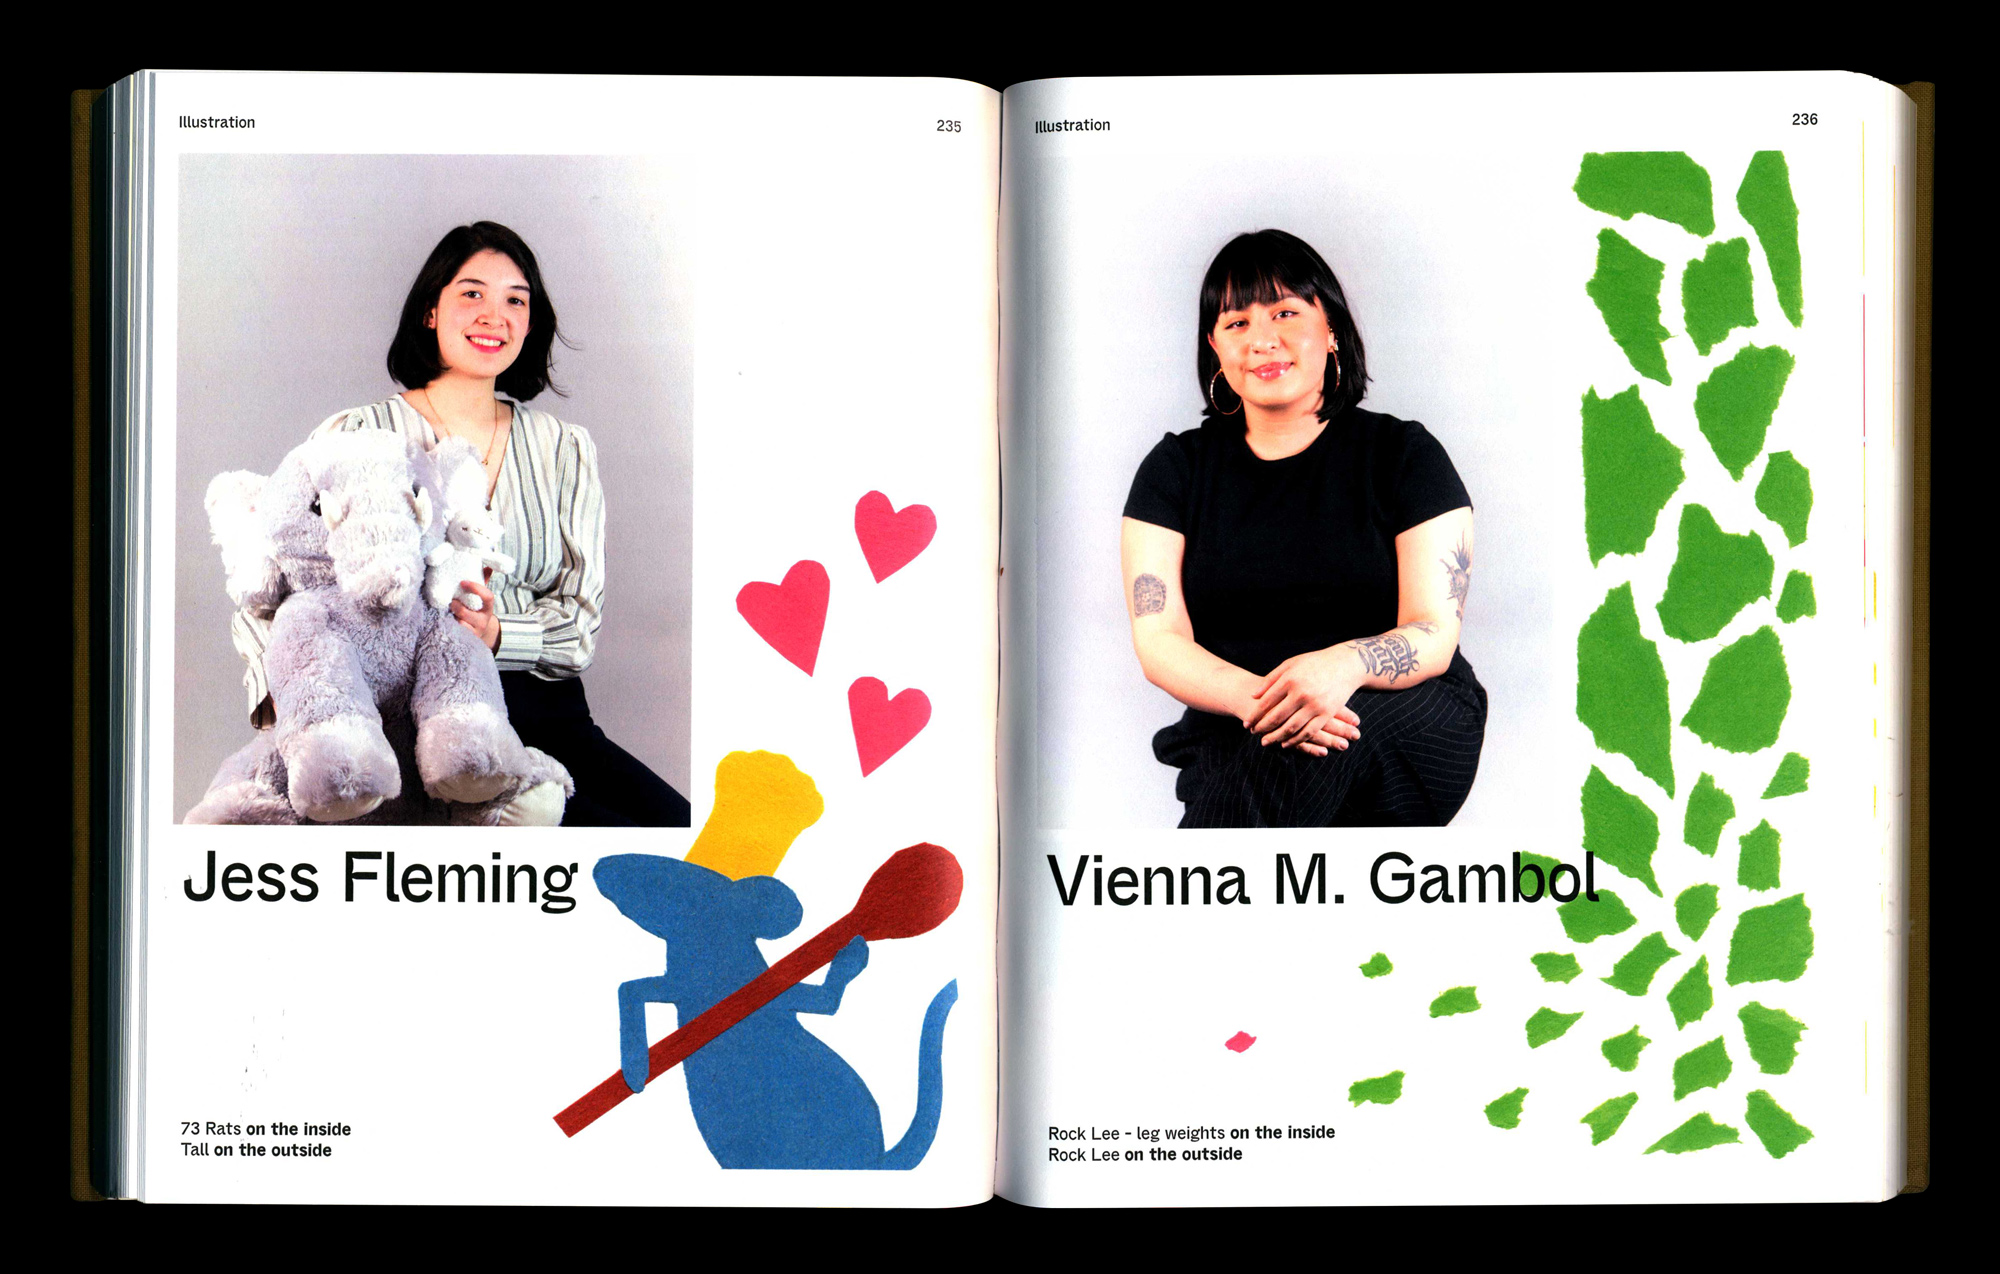 Illustration
235
Jess Fleming
73 Rats on the inside
Tall on the outside
Illustration
236
Vienna M. Gambol
Rock Lee - leg weights on the inside
Rock Lee on the outside